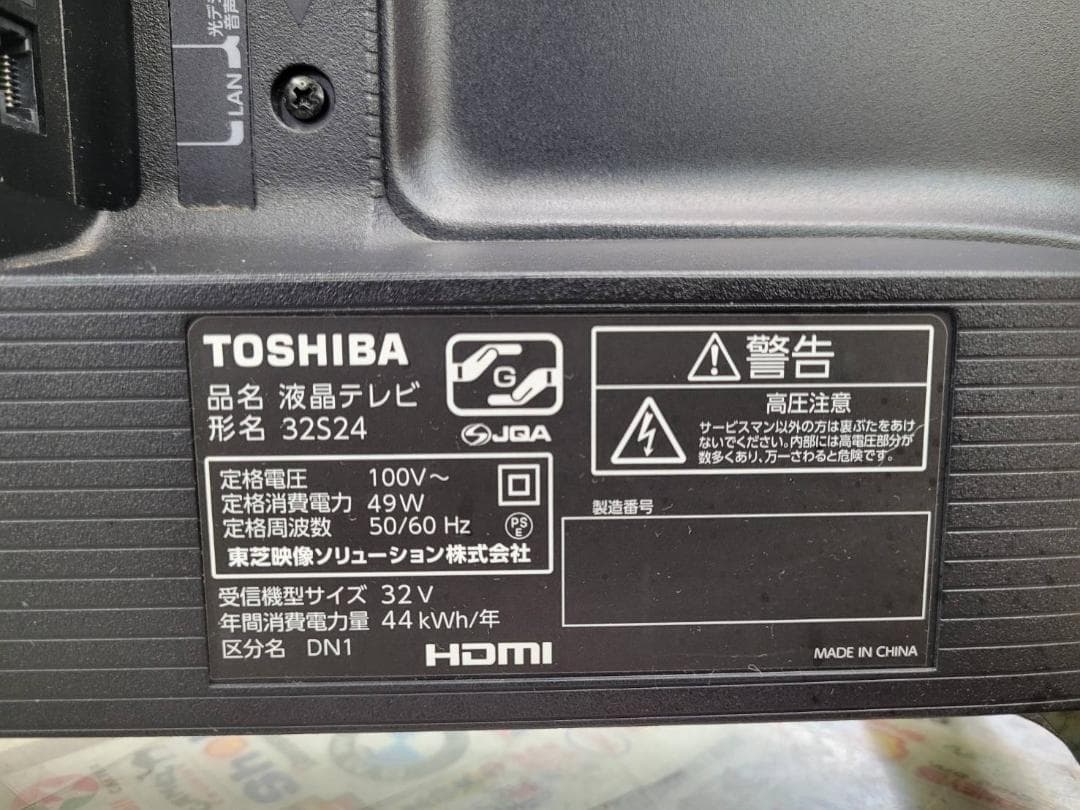 光デ
音声
LAN
TOSHIBA
品名 液晶テレビ
形名 32S24
G
JQA
定格電圧 100V～
定格消費電力 49W
定格周波数 50/60 Hz
PS
E
東芝映像ソリューション株式会社
受信機型サイズ 32V
年間消費電力量 44kWh/年
区分名 DN1
HDMI
警告
高圧注意
サービスマン以外の方は裏ぶたをあけ
ないでください。内部には高電圧部分が
数多くあり、万一さわると危険です。
製造番号
MADE IN CHINA